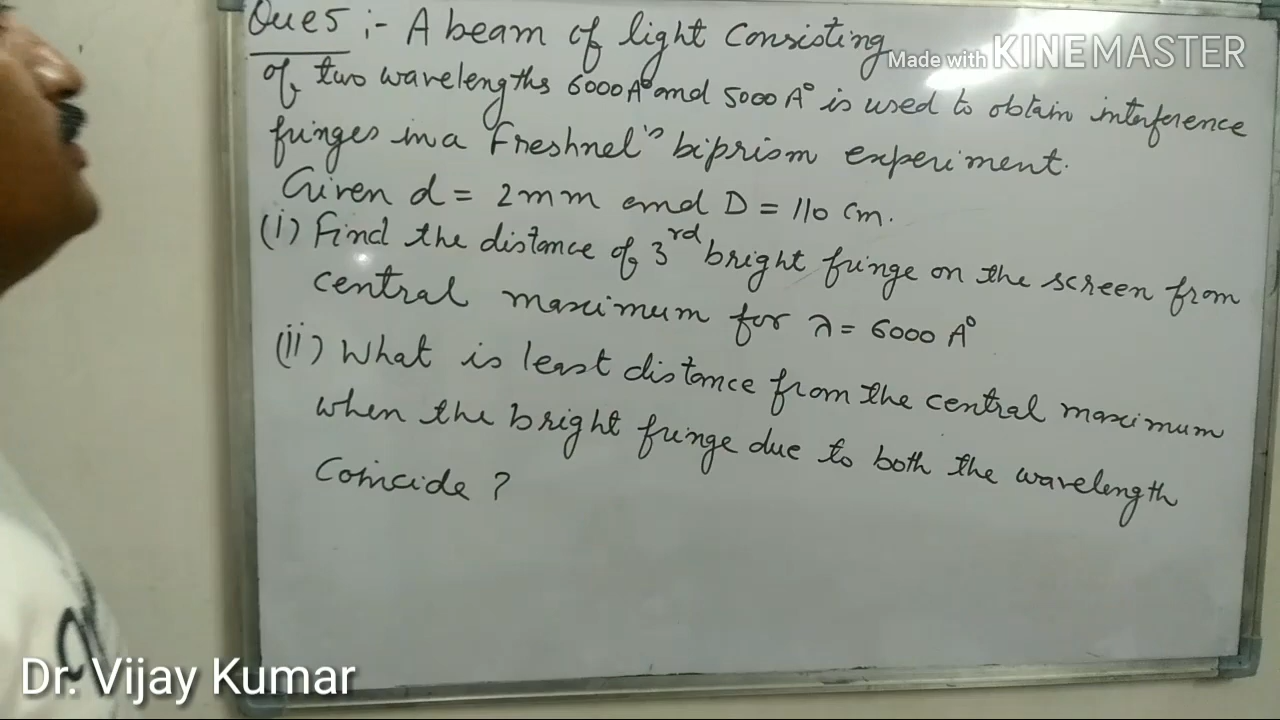 Que 5 :- A beam of light Consisting
Made with KINEMASTER
of two wavelengths 6000 A° and 5000 A° is used to obtain interference
fringes in a Freshnel's biprism experiment.
Given d = 2mm and D = 110 cm.
(i) Find the distance of 3rd bright fringe on the screen from
central maximum for λ = 6000 A°
(ii) What is least distance from the central maximum
when the bright fringe due to both the wavelength
Coincide ?
Dr. Vijay Kumar